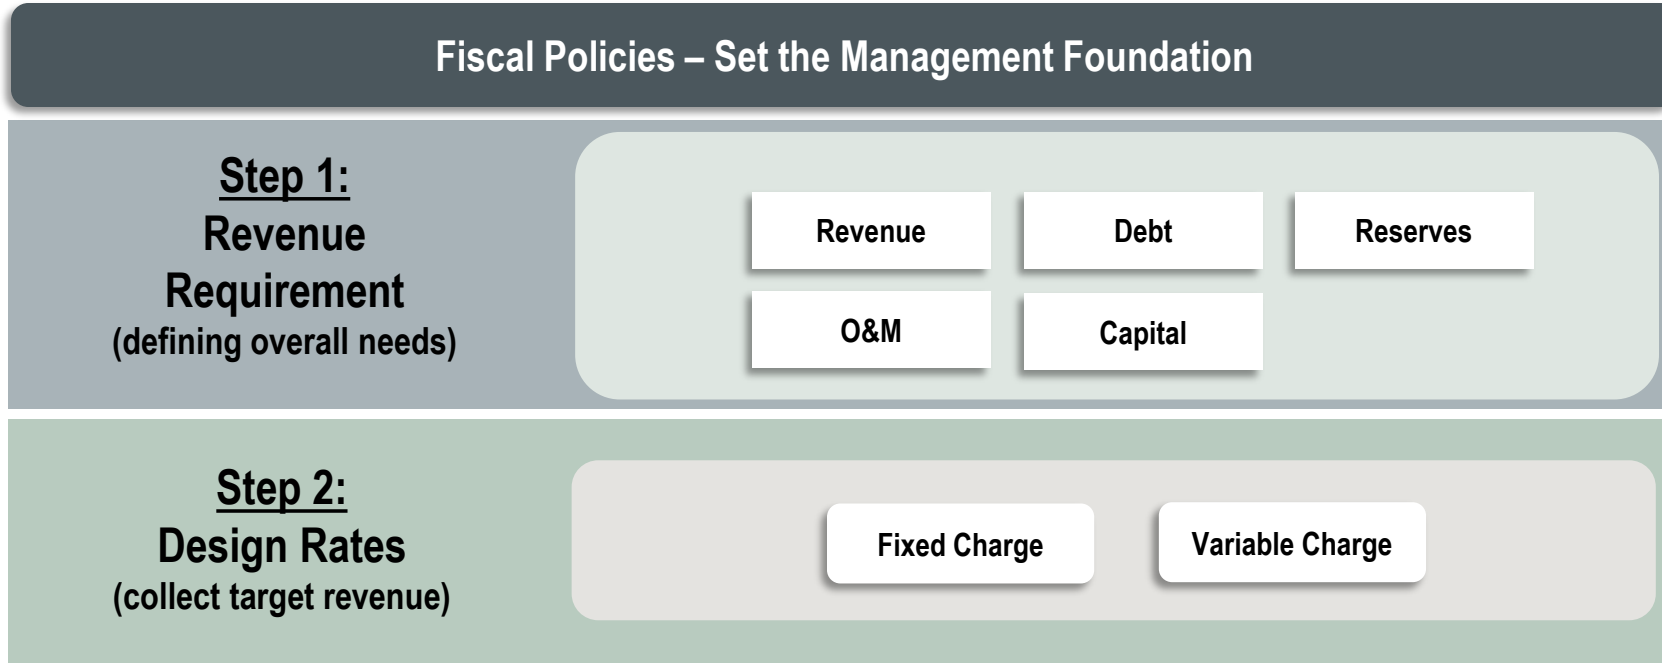 Fiscal Policies – Set the Management Foundation
Step 1:
Revenue
Requirement
(defining overall needs)
Revenue
Debt
Reserves
O&M
Capital
Step 2:
Design Rates
(collect target revenue)
Fixed Charge
Variable Charge